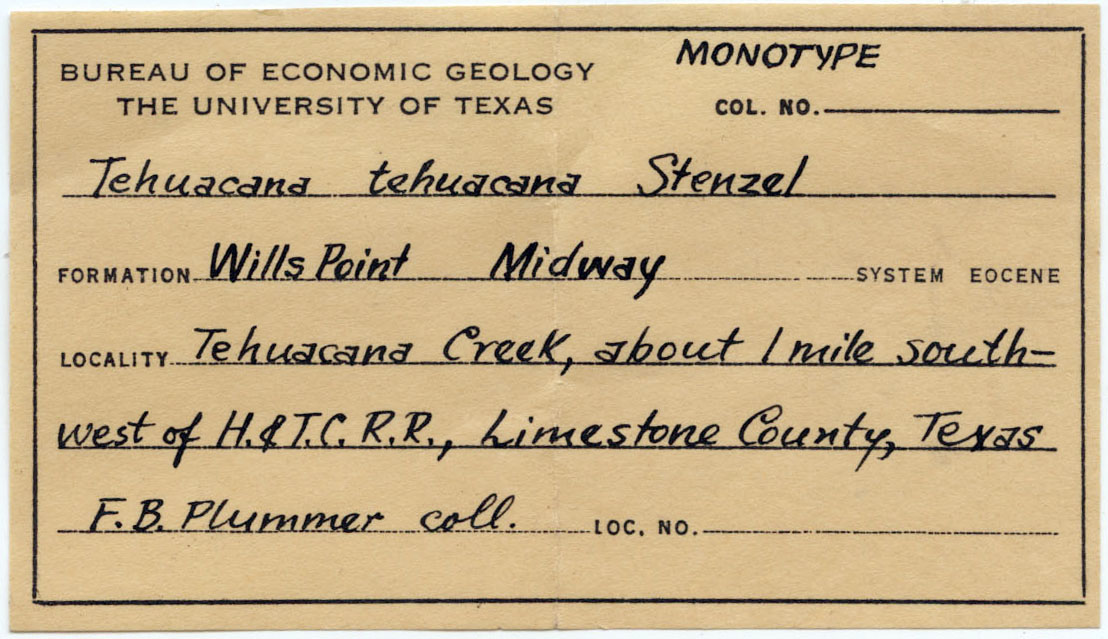 MONOTYPE
BUREAU OF ECONOMIC GEOLOGY
THE UNIVERSITY OF TEXAS
COL. NO.
Tehuacana tehuacana Stenzel
FORMATION Wills Point Midway SYSTEM EOCENE
LOCALITY Tehuacana Creek, about 1 mile south-
west of H. & T.C. R.R., Limestone County, Texas
F.B. Plummer coll. LOC. NO.